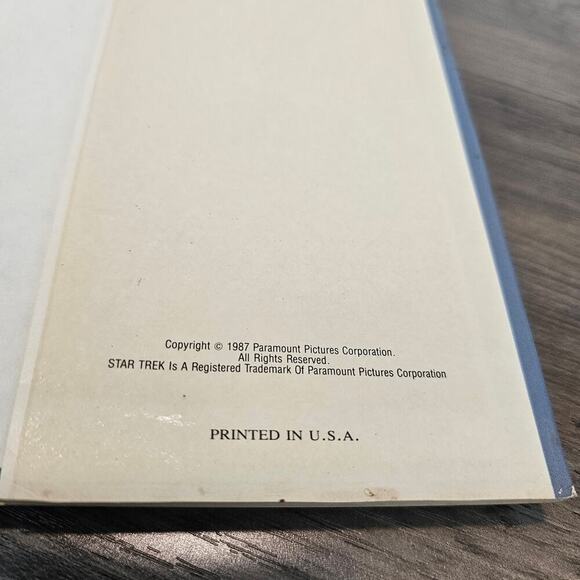 Copyright © 1987 Paramount Pictures Corporation.
All Rights Reserved.
STAR TREK Is A Registered Trademark Of Paramount Pictures Corporation
PRINTED IN U.S.A.